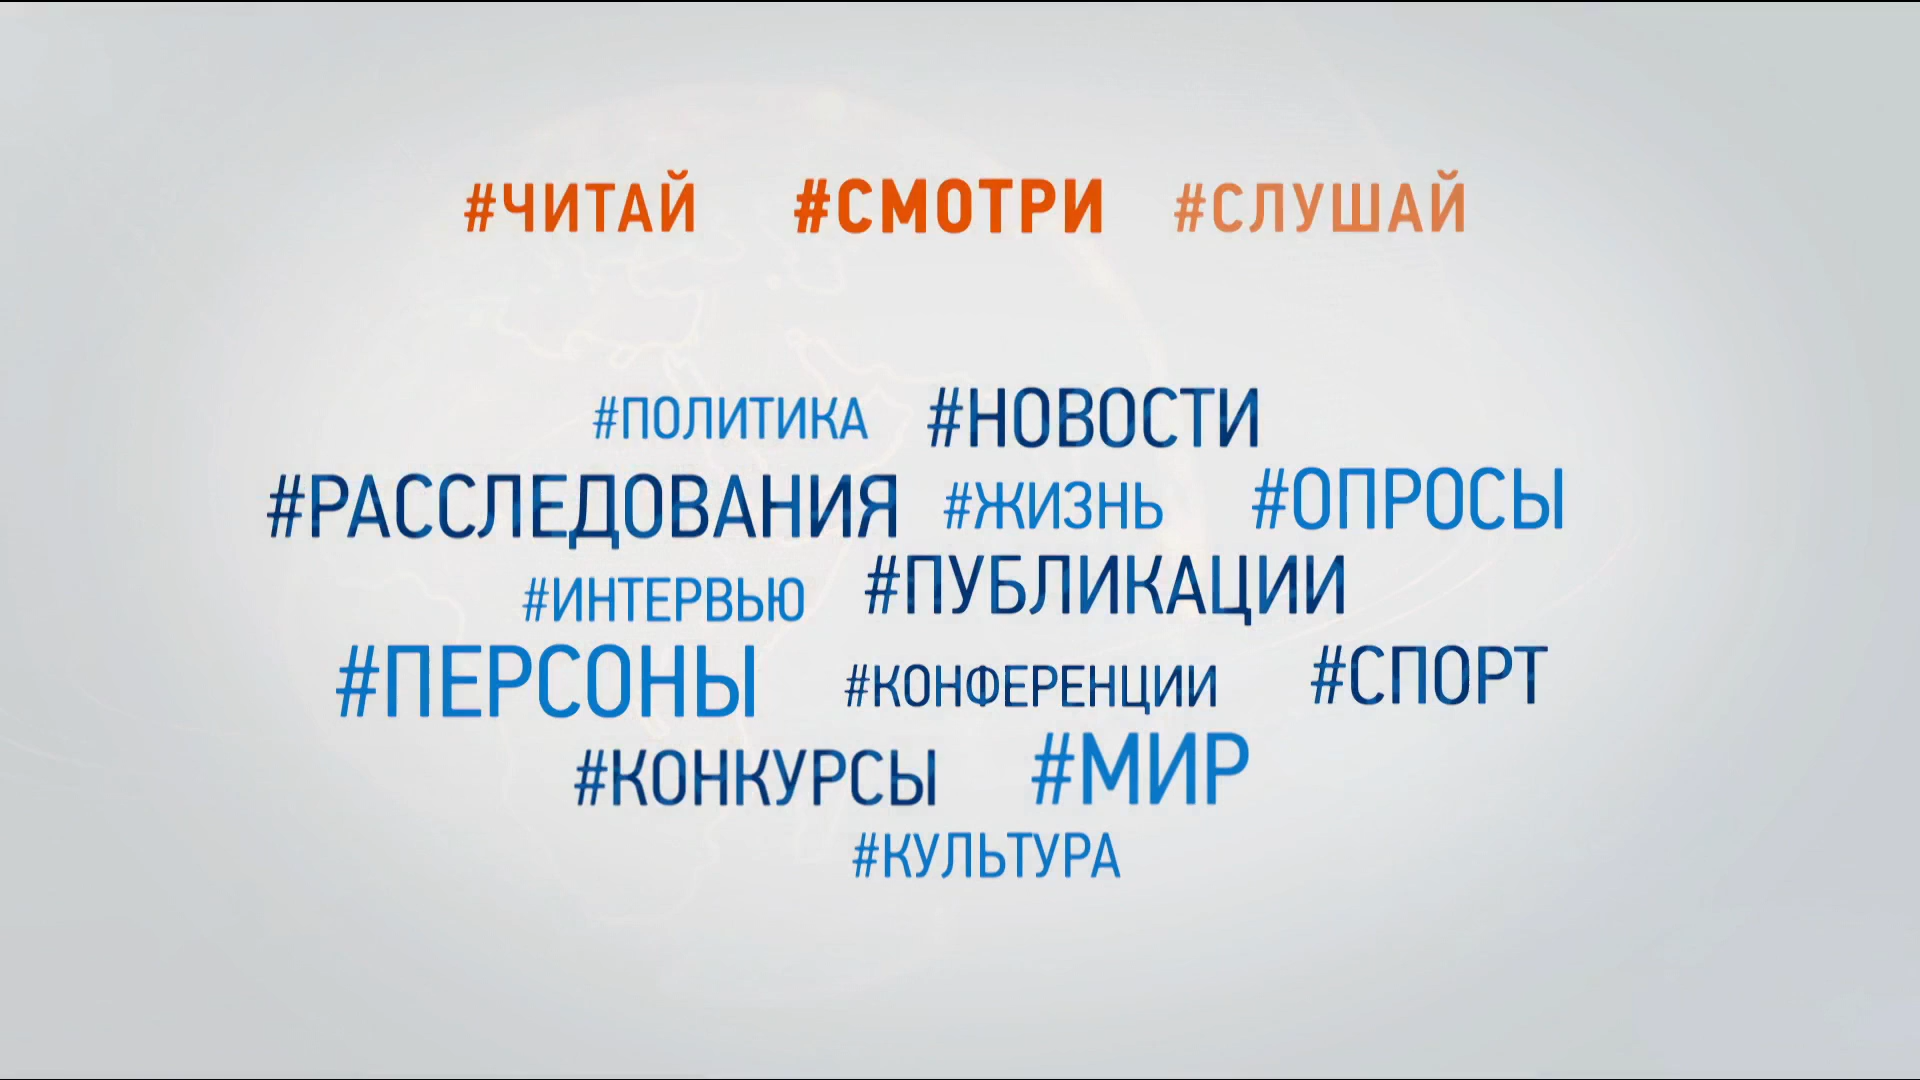 #ЧИТАЙ #СМОТРИ #СЛУШАЙ
#ПОЛИТИКА #НОВОСТИ
#РАССЛЕДОВАНИЯ #ЖИЗНЬ #ОПРОСЫ
#ИНТЕРВЬЮ #ПУБЛИКАЦИИ
#ПЕРСОНЫ #КОНФЕРЕНЦИИ #СПОРТ
#КОНКУРСЫ #МИР
#КУЛЬТУРА